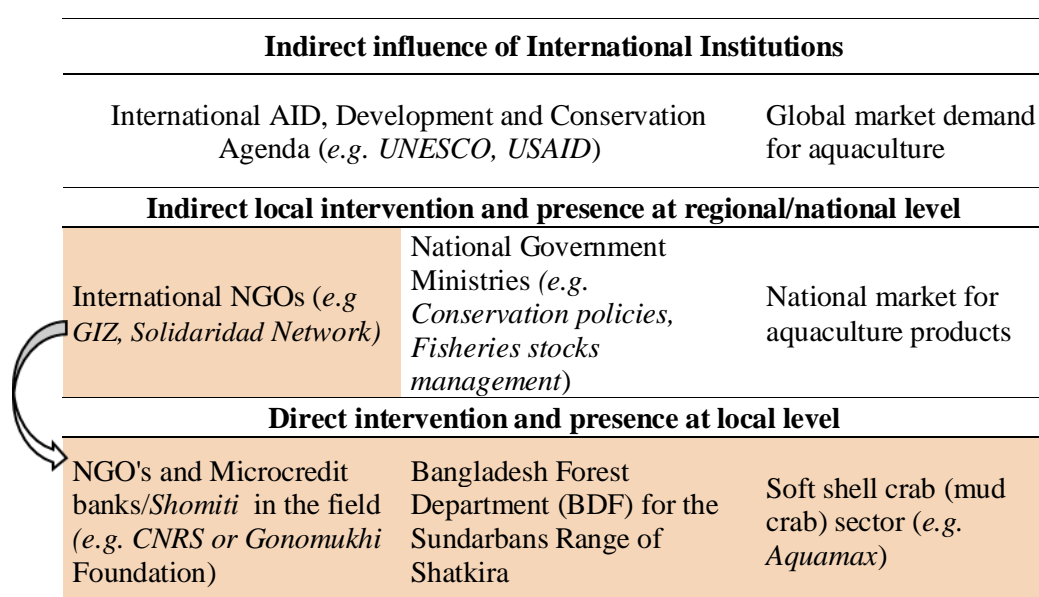 Indirect influence of International Institutions
International AID, Development and Conservation
Agenda (e.g. UNESCO, USAID)
Global market demand
for aquaculture
Indirect local intervention and presence at regional/national level
International NGOs (e.g
GIZ, Solidaridad Network)
National Government
Ministries (e.g.
Conservation policies,
Fisheries stocks
management)
National market for
aquaculture products
Direct intervention and presence at local level
NGO's and Microcredit
banks/Shomiti in the field
(e.g. CNRS or Gonomukhi
Foundation)
Bangladesh Forest
Department (BDF) for the
Sundarbans Range of
Shatkira
Soft shell crab (mud
crab) sector (e.g.
Aquamax)